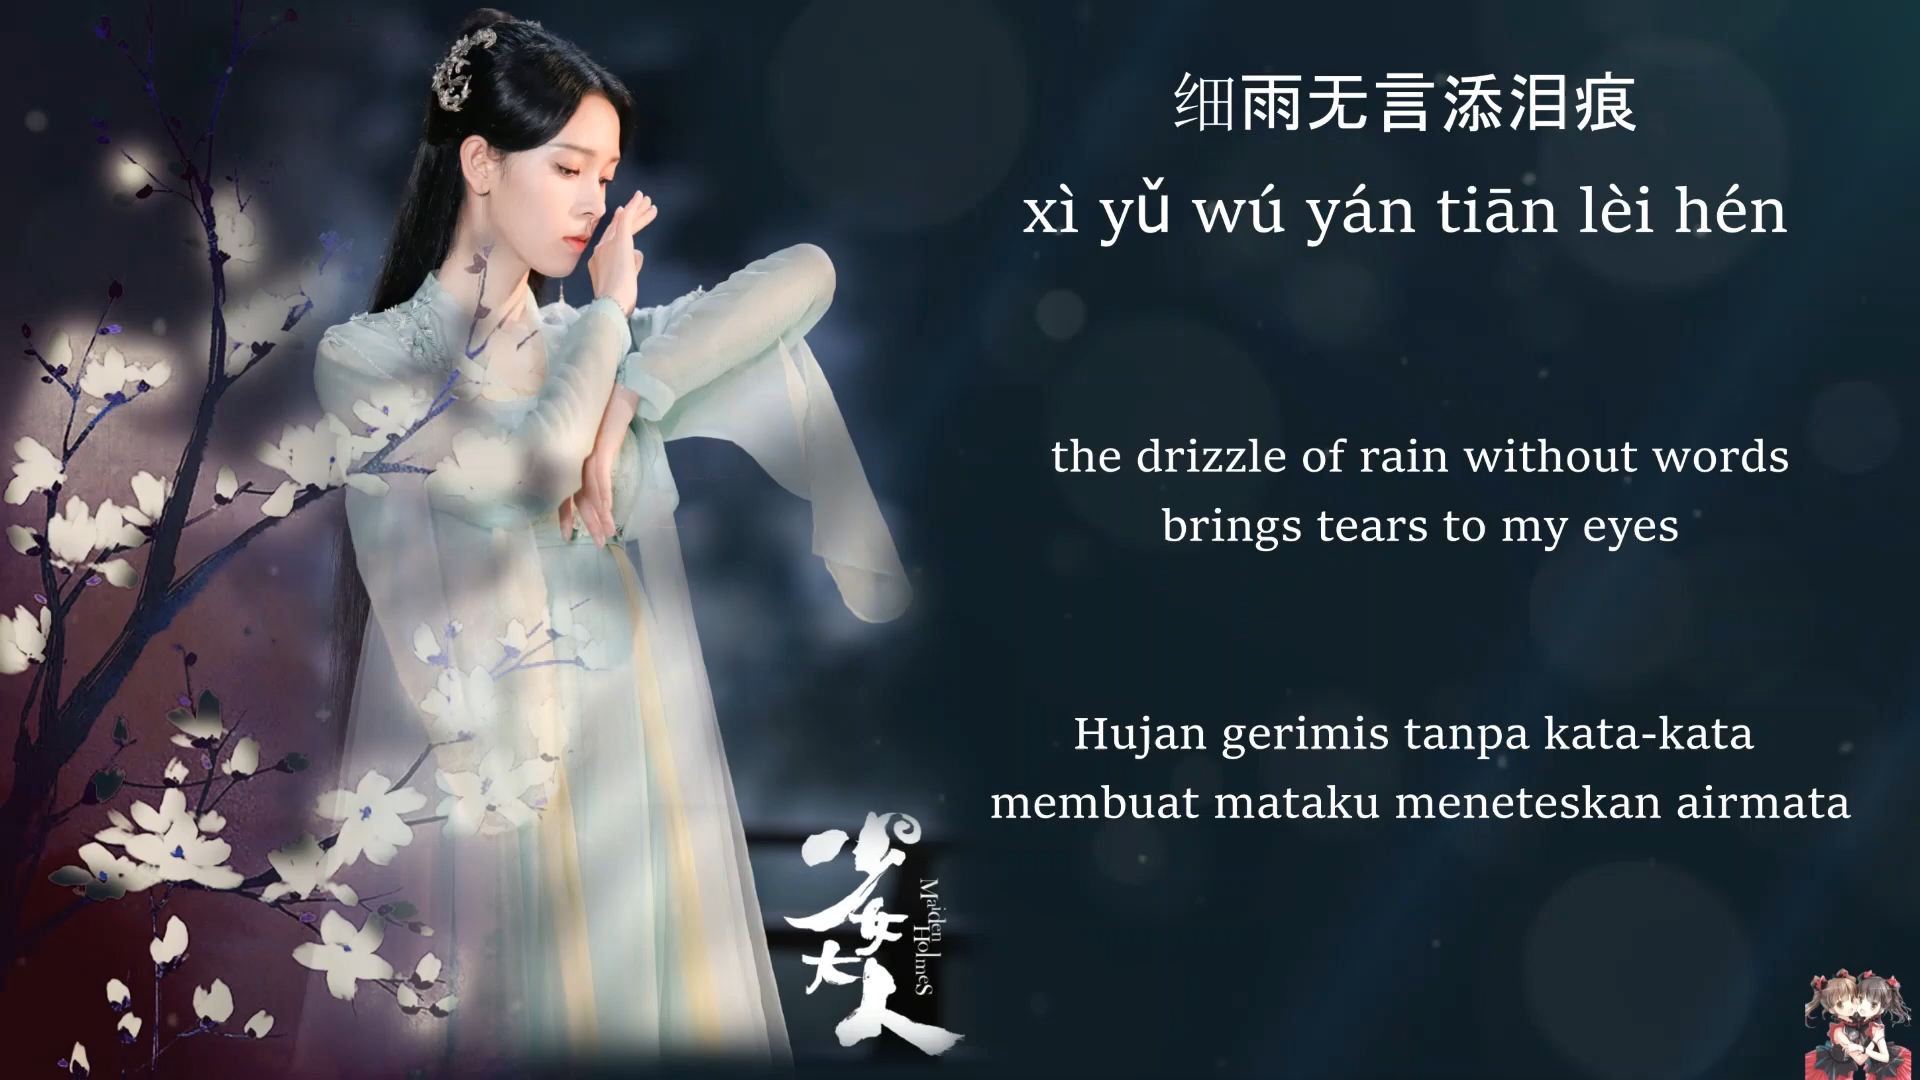 细雨无言添泪痕
xì yǔ wú yán tiān lèi hén
the drizzle of rain without words
brings tears to my eyes
Hujan gerimis tanpa kata-kata
membuat mataku meneteskan airmata
少女大人
Maiden Holmes